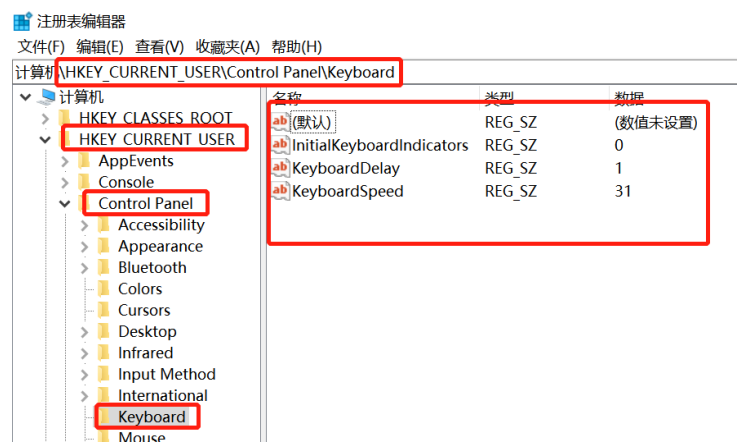 注册表编辑器
文件(F) 编辑(E) 查看(V) 收藏夹(A) 帮助(H)
计算机\HKEY_CURRENT_USER\Control Panel\Keyboard
计算机
HKEY_CLASSES_ROOT
HKEY_CURRENT_USER
AppEvents
Console
Control Panel
Accessibility
Appearance
Bluetooth
Colors
Cursors
Desktop
Infrared
Input Method
International
Keyboard
Mouse
名称 类型 数据
(默认) REG_SZ (数值未设置)
InitialKeyboardIndicators REG_SZ 0
KeyboardDelay REG_SZ 1
KeyboardSpeed REG_SZ 31